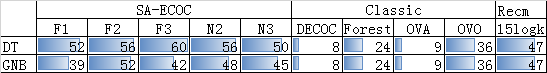 SA-ECOC Classic Recm
F1 F2 F3 N2 N3 DECOC Forest OVA OVO 15logk
DT 52 56 60 56 50 8 24 9 36 47
GNB 39 52 42 48 45 8 24 9 36 47